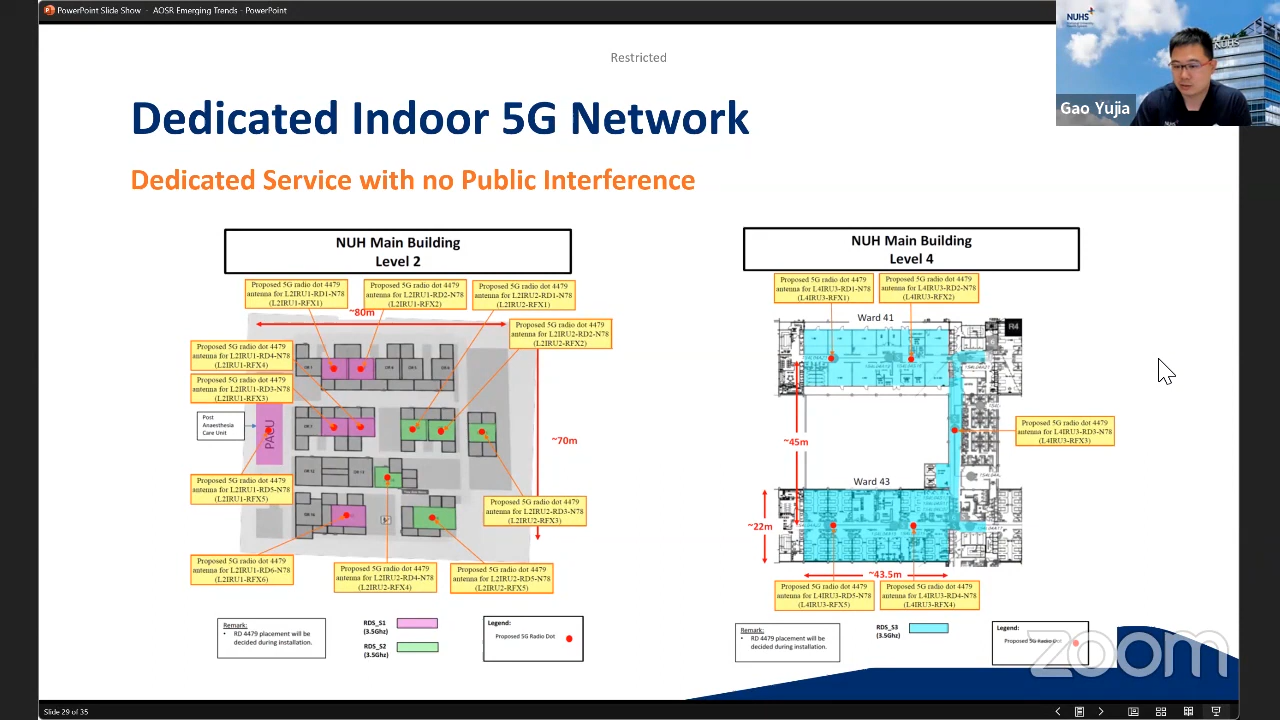 PowerPoint Slide Show - AOSR Emerging Trends - PowerPoint
NUHS
NUHS
Gao Yujia
NUHS
Restricted
Dedicated Indoor 5G Network
Dedicated Service with no Public Interference
NUH Main Building
Level 2
Proposed 5G radio dot 4479
antenna for L2IRU1-RD1-N78
(L2IRU1-RFX1)
Proposed 5G radio dot 4479
antenna for L2IRU1-RD2-N78
(L2IRU1-RFX2)
Proposed 5G radio dot 4479
antenna for L2IRU2-RD1-N78
(L2IRU2-RFX1)
~80m
Proposed 5G radio dot 4479
antenna for L2IRU2-RD2-N78
(L2IRU2-RFX2)
Proposed 5G radio dot 4479
antenna for L2IRU1-RD4-N78
(L2IRU1-RFX4)
Proposed 5G radio dot 4479
antenna for L2IRU1-RD3-N78
(L2IRU1-RFX3)
Post
Anaesthesia
Care Unit
PACU
~70m
Proposed 5G radio dot 4479
antenna for L2IRU1-RD5-N78
(L2IRU1-RFX5)
Proposed 5G radio dot 4479
antenna for L2IRU2-RD3-N78
(L2IRU2-RFX3)
Proposed 5G radio dot 4479
antenna for L2IRU1-RD6-N78
(L2IRU1-RFX6)
Proposed 5G radio dot 4479
antenna for L2IRU2-RD4-N78
(L2IRU2-RFX4)
Proposed 5G radio dot 4479
antenna for L2IRU2-RD5-N78
(L2IRU2-RFX5)
Remark:
• RD 4479 placement will be
decided during installation.
RDS_S1
(3.5Ghz)
RDS_S2
(3.5Ghz)
Legend:
Proposed 5G Radio Dot
NUH Main Building
Level 4
Proposed 5G radio dot 4479
antenna for L4IRU3-RD1-N78
(L4IRU3-RFX1)
Proposed 5G radio dot 4479
antenna for L4IRU3-RD2-N78
(L4IRU3-RFX2)
Ward 41
R4
Proposed 5G radio dot 4479
antenna for L4IRU3-RD3-N78
(L4IRU3-RFX3)
~45m
Ward 43
~22m
~43.5m
Proposed 5G radio dot 4479
antenna for L4IRU3-RD5-N78
(L4IRU3-RFX5)
Proposed 5G radio dot 4479
antenna for L4IRU3-RD4-N78
(L4IRU3-RFX4)
Remark:
• RD 4479 placement will be
decided during installation.
RDS_S3
(3.5Ghz)
Legend:
Proposed 5G Radio Dot
zoom
Slide 29 of 35